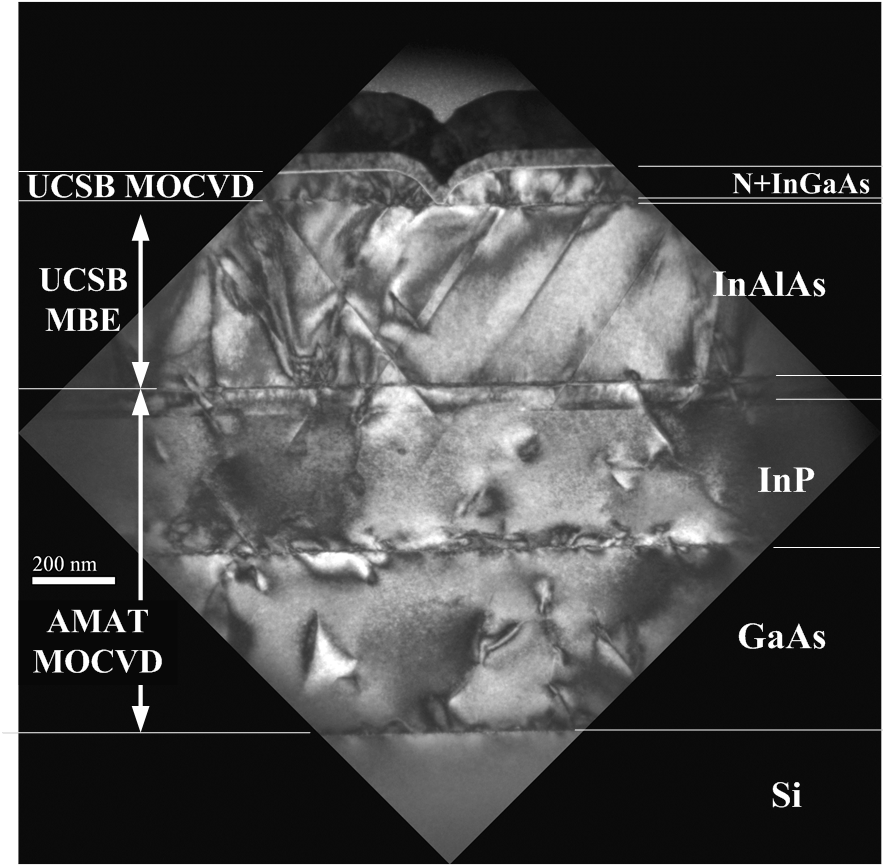 UCSB MOCVD
N+InGaAs
UCSB
MBE
InAlAs
InP
200 nm
AMAT
MOCVD
GaAs
Si